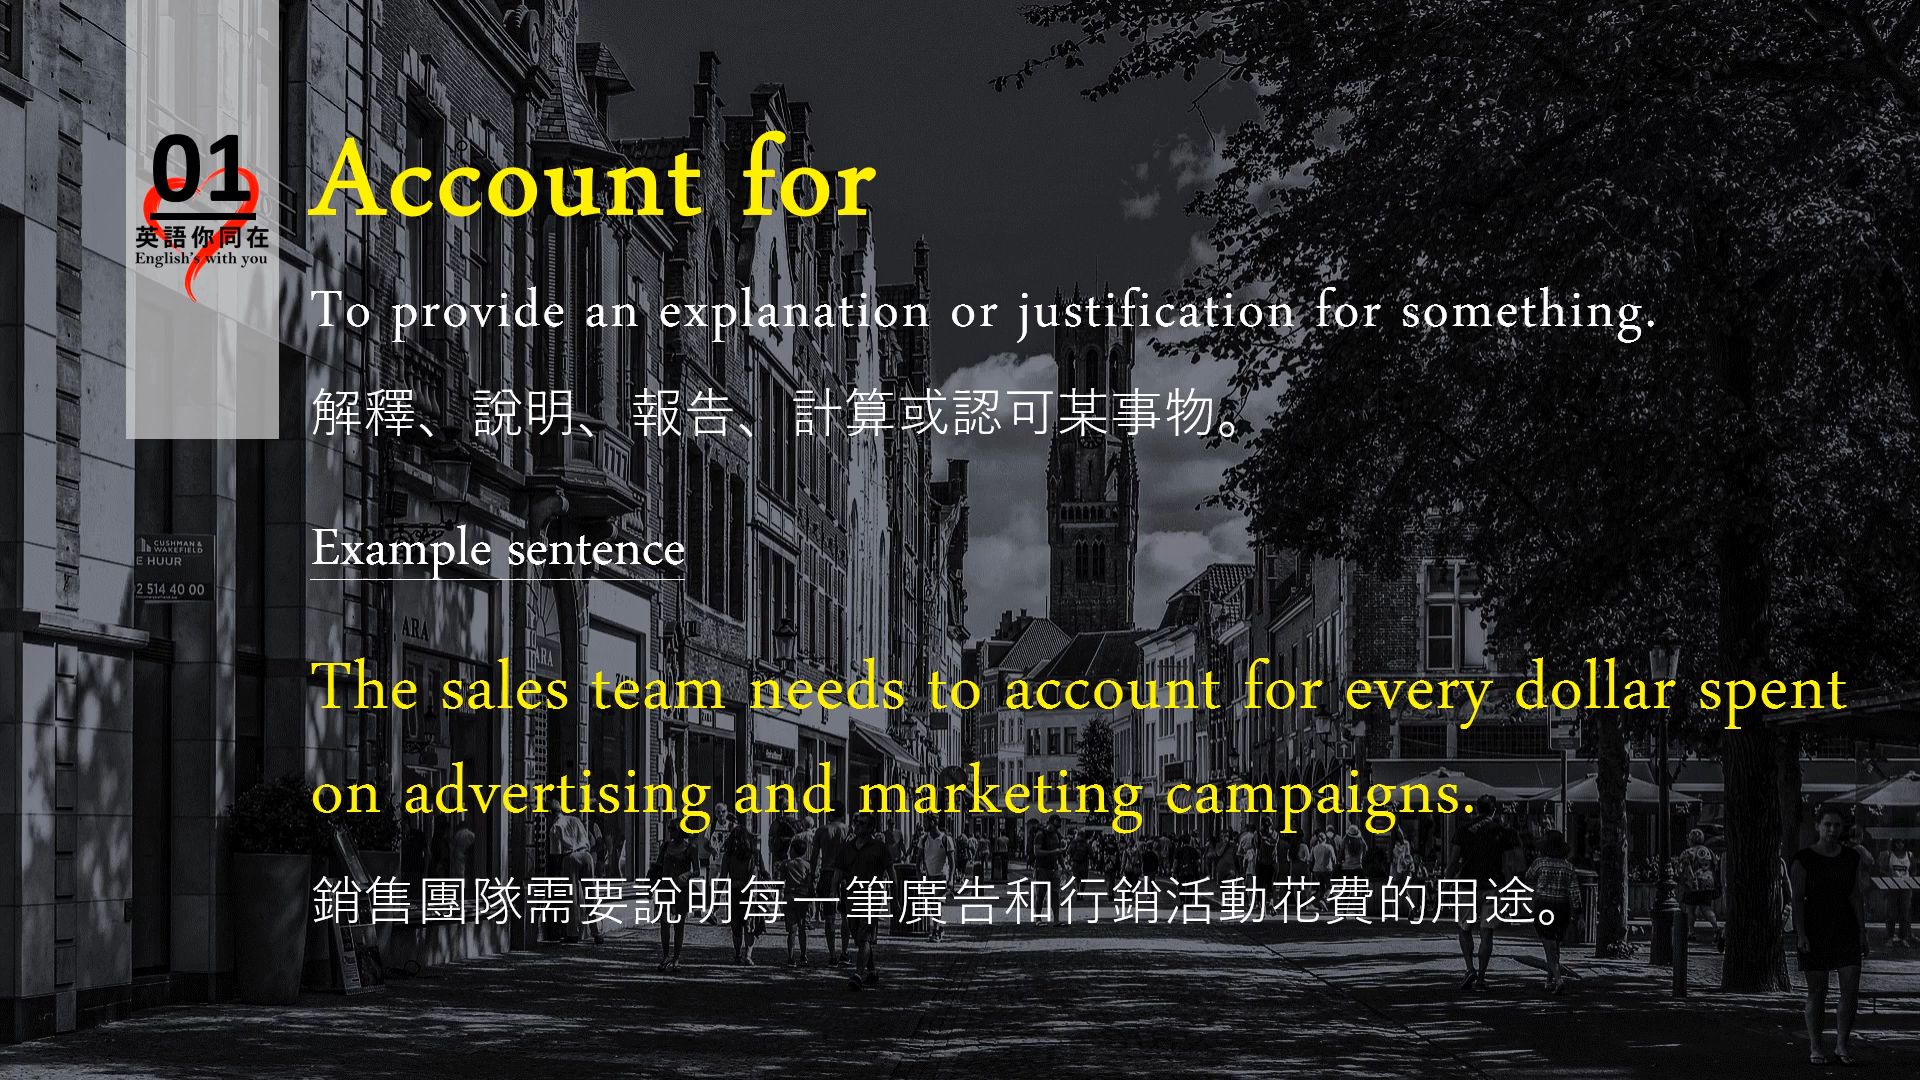 01
英語你同在
English's with you
Account for
To provide an explanation or justification for something.
解釋、說明、報告、計算或認可某事物。
Example sentence
CUSHMAN &
WAKEFIELD
E HUUR
2 514 40 00
ARA
ARA
The sales team needs to account for every dollar spent
on advertising and marketing campaigns.
銷售團隊需要說明每一筆廣告和行銷活動花費的用途。